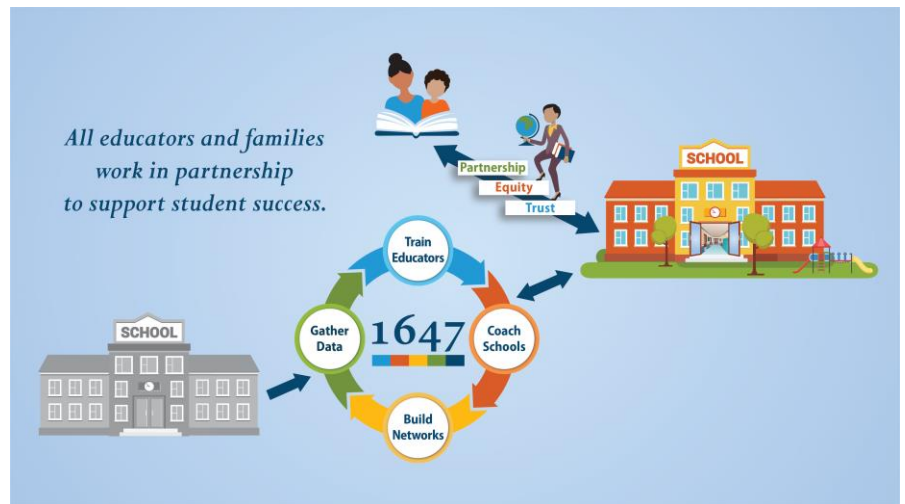 All educators and families
work in partnership
to support student success.
Partnership
Equity
Trust
SCHOOL
Train
Educators
Gather
Data
1647
Coach
Schools
SCHOOL
Build
Networks